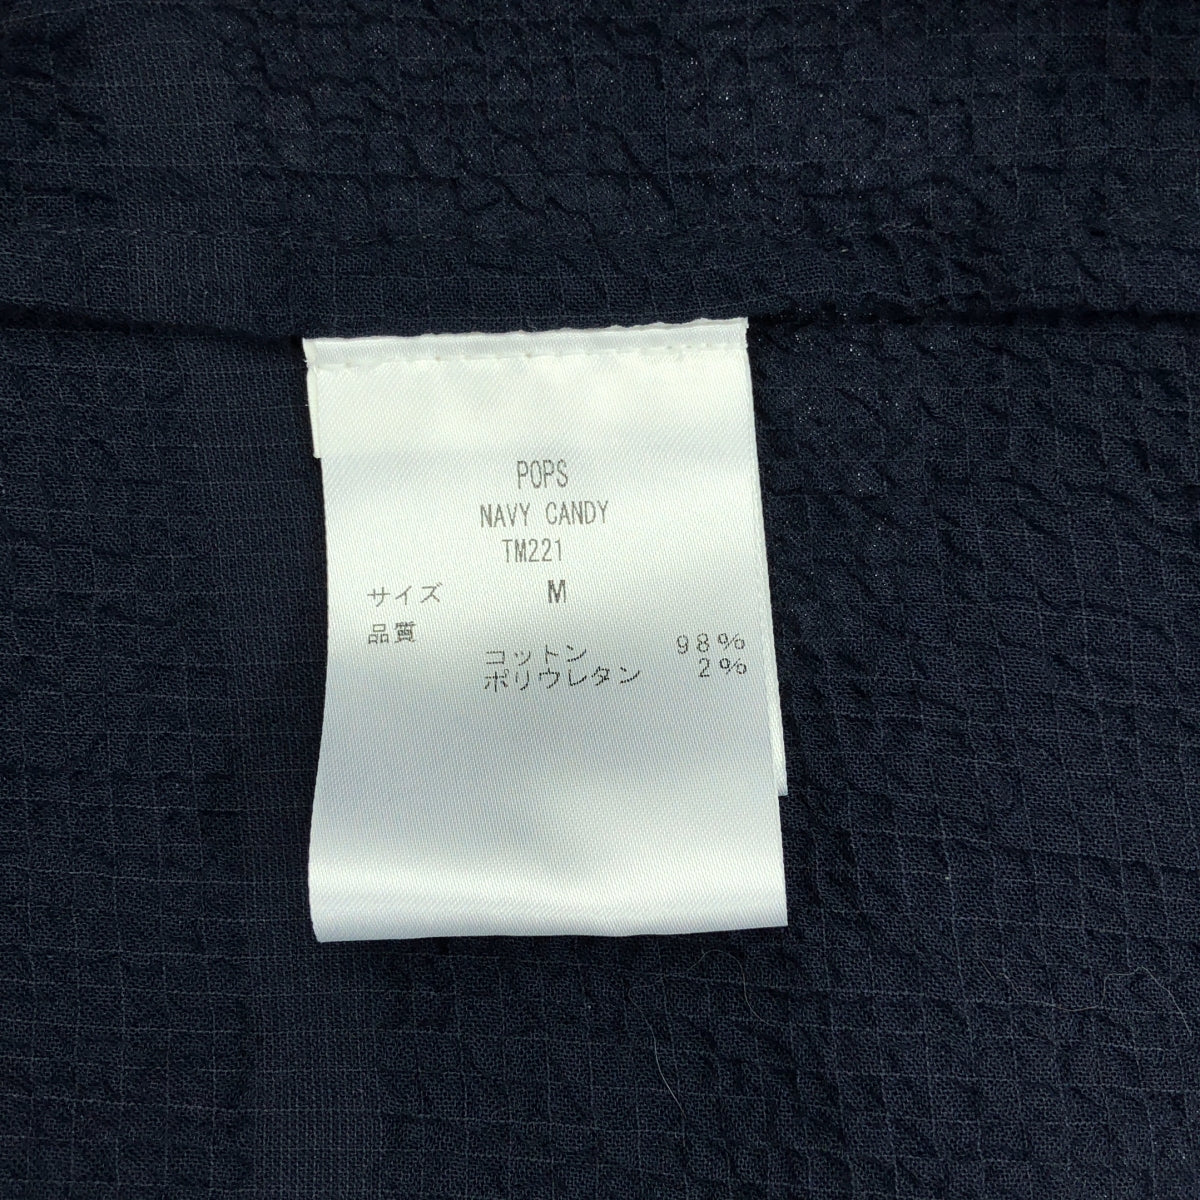 POPS
NAVY CANDY
TM221
サイズ M
品質
コットン 98%
ポリウレタン 2%